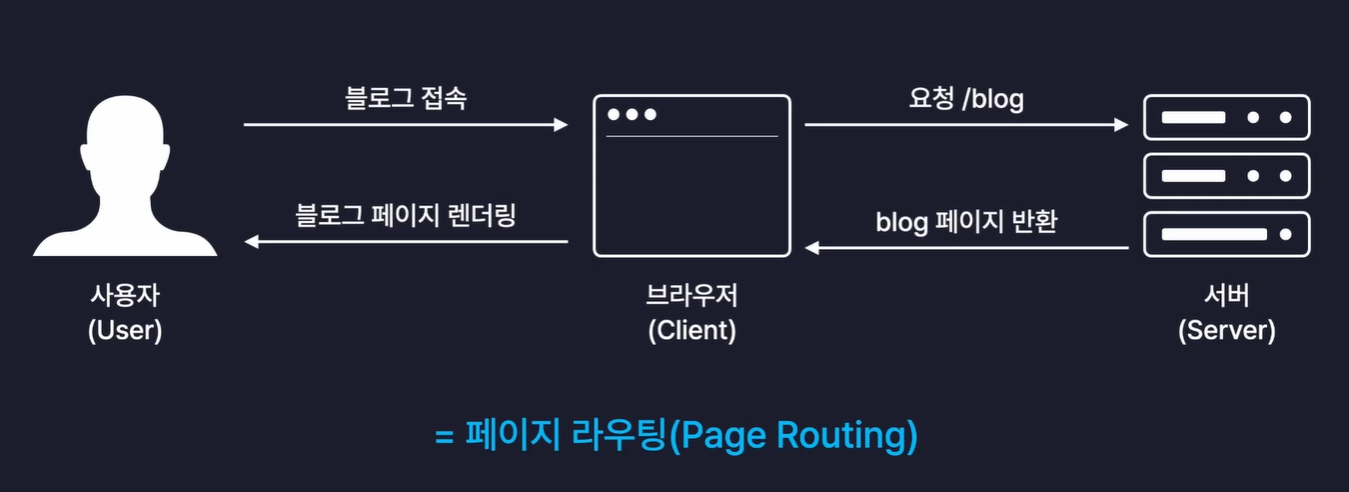 블로그 접속
요청 /blog
블로그 페이지 렌더링
blog 페이지 반환
사용자
(User)
브라우저
(Client)
서버
(Server)
= 페이지 라우팅(Page Routing)